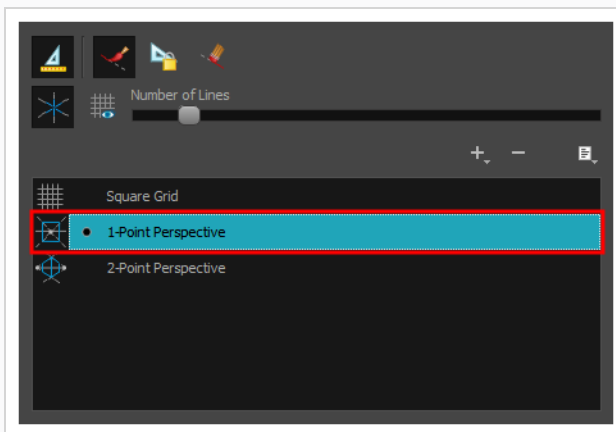 Number of Lines
Square Grid
1-Point Perspective
2-Point Perspective